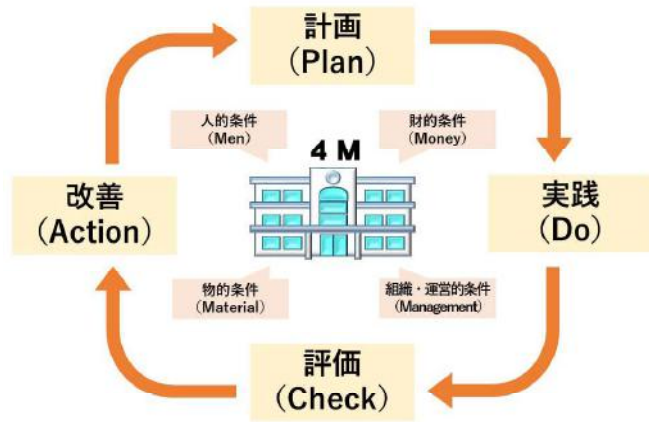 計画
(Plan)
人的条件
(Men)
財的条件
(Money)
4 M
改善
(Action)
実践
(Do)
物的条件
(Material)
組織・運営的条件
(Management)
評価
(Check)